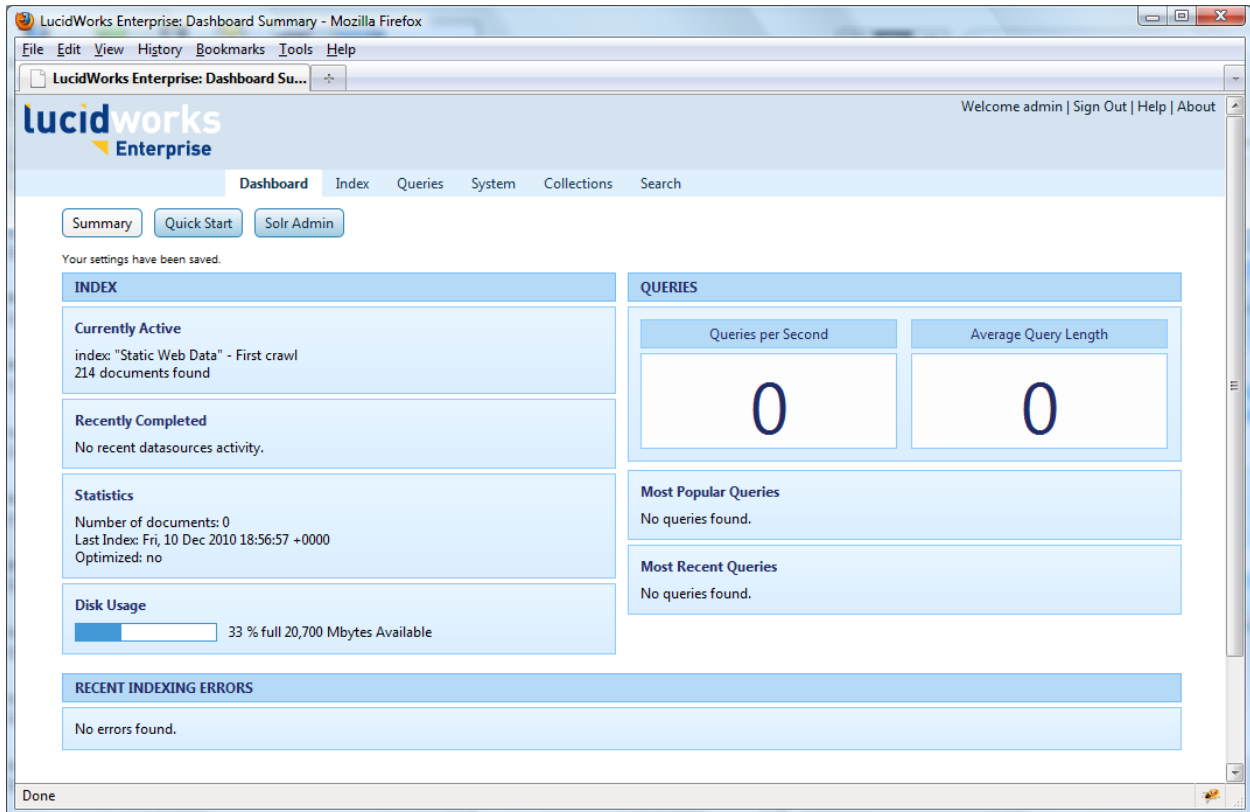 LucidWorks Enterprise: Dashboard Summary - Mozilla Firefox
File Edit View History Bookmarks Tools Help
LucidWorks Enterprise: Dashboard Su...
lucidworks
Enterprise
Welcome admin | Sign Out | Help | About
Dashboard Index Queries System Collections Search
Summary Quick Start Solr Admin
Your settings have been saved.
INDEX
Currently Active
index: "Static Web Data" - First crawl
214 documents found
Recently Completed
No recent datasources activity.
Statistics
Number of documents: 0
Last Index: Fri, 10 Dec 2010 18:56:57 +0000
Optimized: no
Disk Usage
33 % full 20,700 Mbytes Available
QUERIES
Queries per Second
0
Average Query Length
0
Most Popular Queries
No queries found.
Most Recent Queries
No queries found.
RECENT INDEXING ERRORS
No errors found.
Done